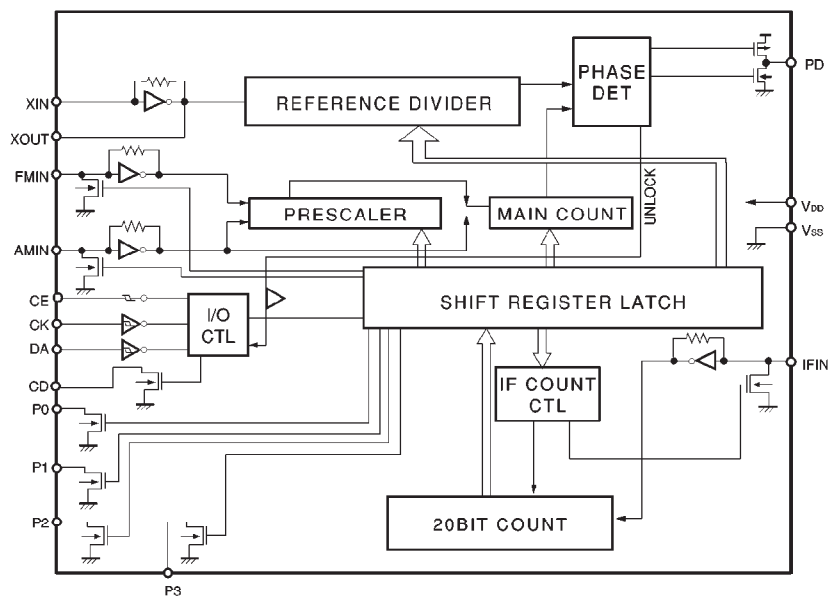 XIN
XOUT
FMIN
AMIN
CE
CK
DA
CD
P0
P1
P2
P3
REFERENCE DIVIDER
PHASE
DET
PD
PRESCALER
MAIN COUNT
UNLOCK
VDD
VSS
I/O
CTL
SHIFT REGISTER LATCH
IF COUNT
CTL
IFIN
20BIT COUNT